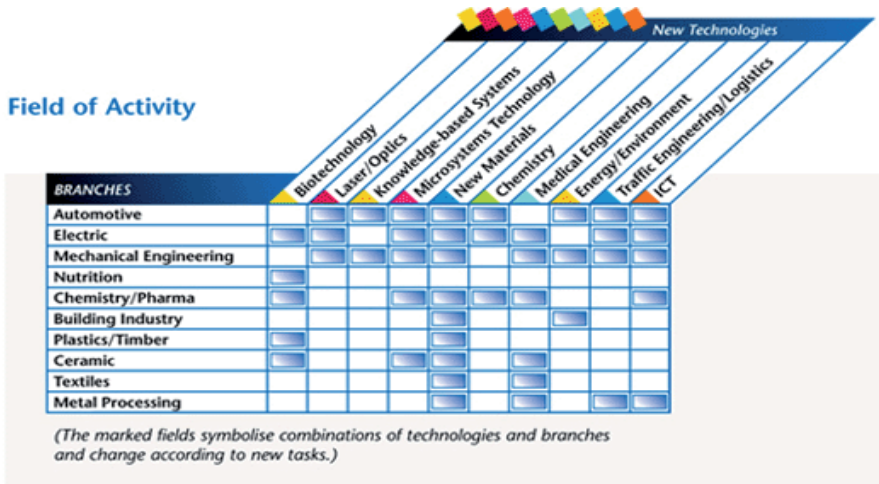 New Technologies
Field of Activity
Biotechnology
Laser/Optics
Knowledge-based Systems
Microsystems Technology
New Materials
Chemistry
Medical Engineering
Energy/Environment
Traffic Engineering/Logistics
ICT
BRANCHES
Automotive
Electric
Mechanical Engineering
Nutrition
Chemistry/Pharma
Building Industry
Plastics/Timber
Ceramic
Textiles
Metal Processing
(The marked fields symbolise combinations of technologies and branches
and change according to new tasks.)